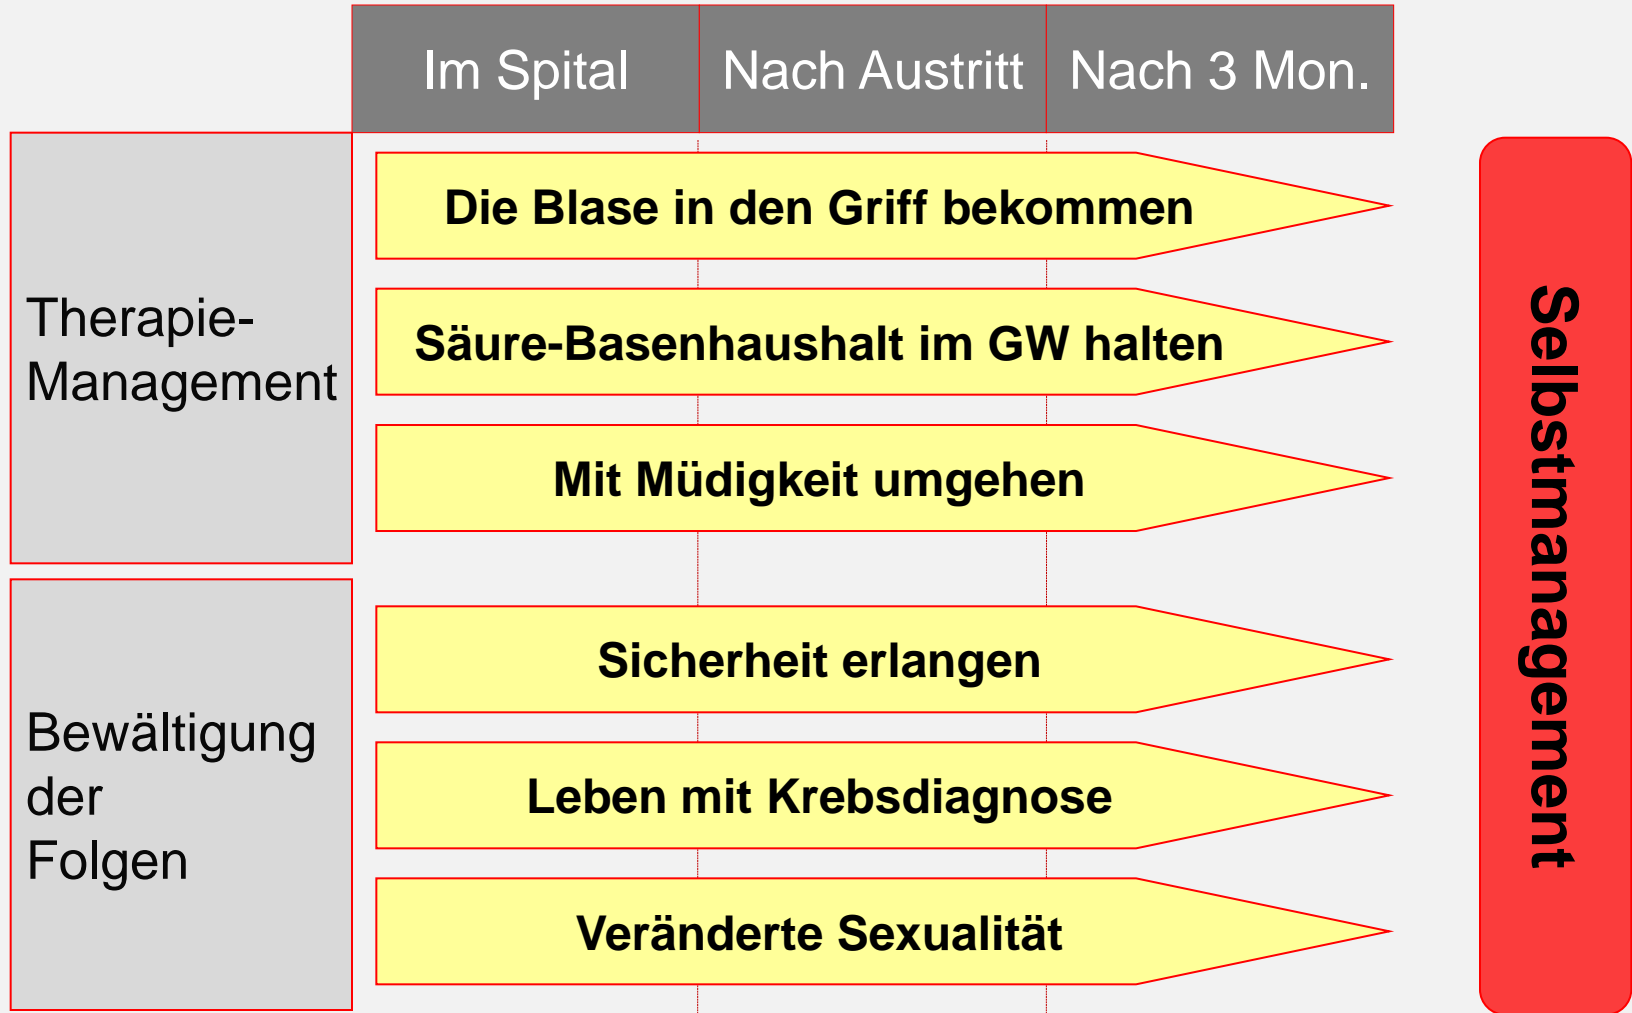 Im Spital
Nach Austritt
Nach 3 Mon.
Therapie-
Management
Die Blase in den Griff bekommen
Säure-Basenhaushalt im GW halten
Mit Müdigkeit umgehen
Bewältigung
der
Folgen
Sicherheit erlangen
Leben mit Krebsdiagnose
Veränderte Sexualität
Selbstmanagement